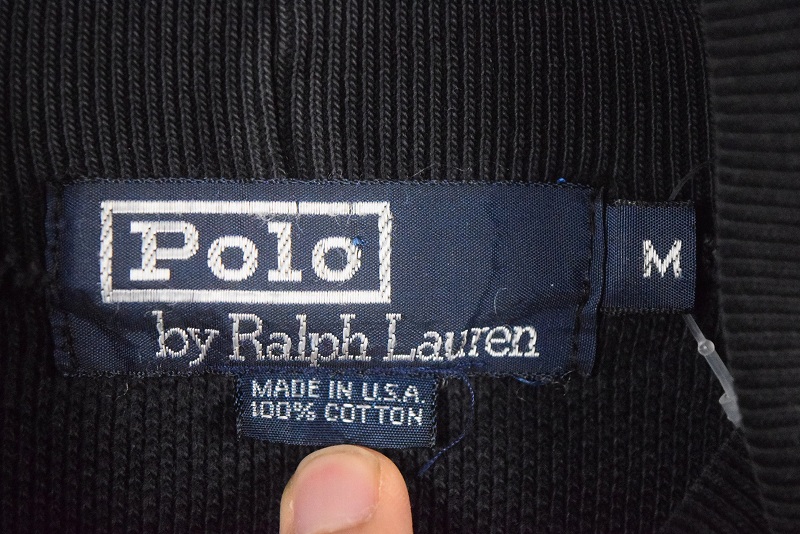 Polo
by Ralph Lauren
M
MADE IN U.S.A.
100% COTTON